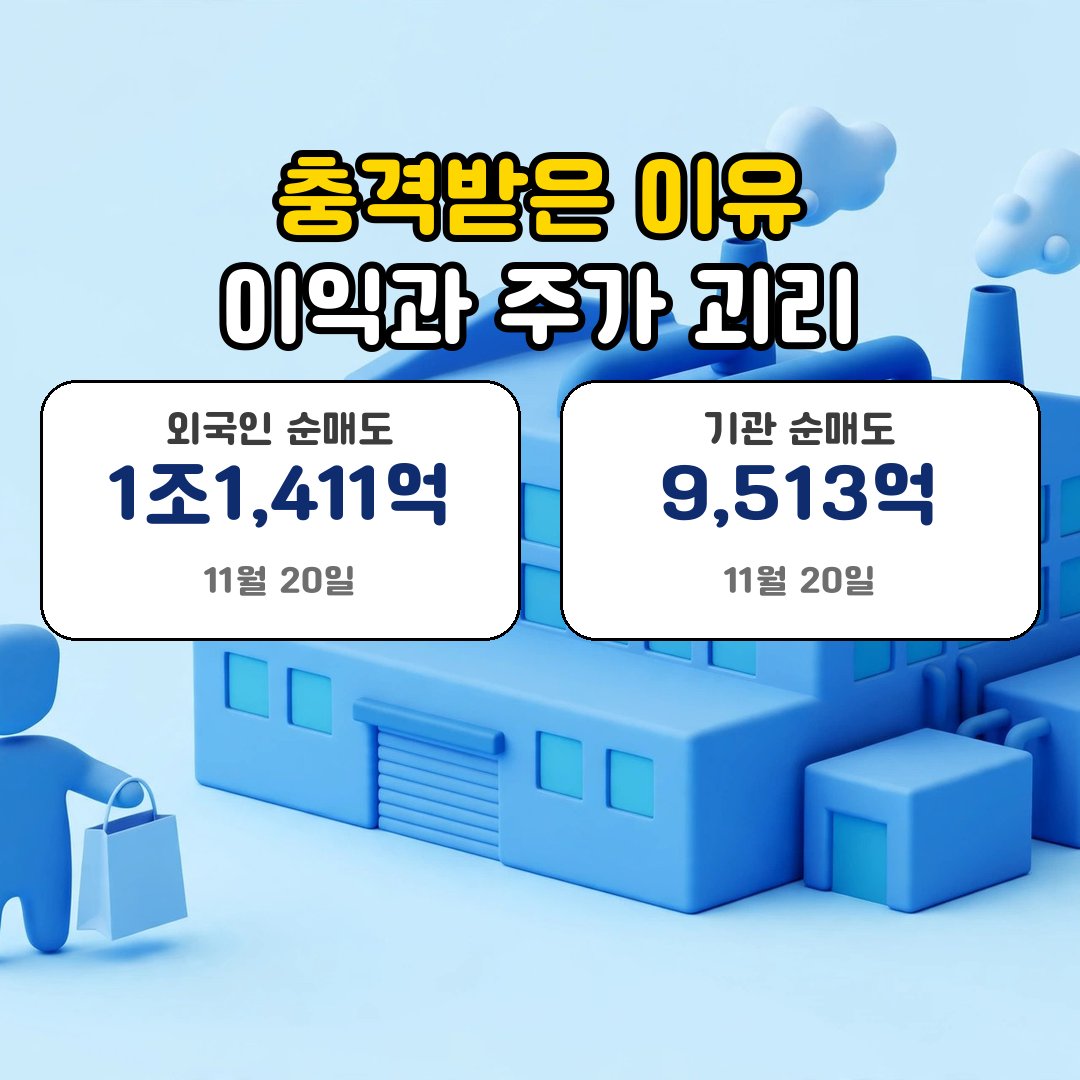 충격받은 이유
이익과 주가 괴리
외국인 순매도
1조1,411억
11월 20일
기관 순매도
9,513억
11월 20일